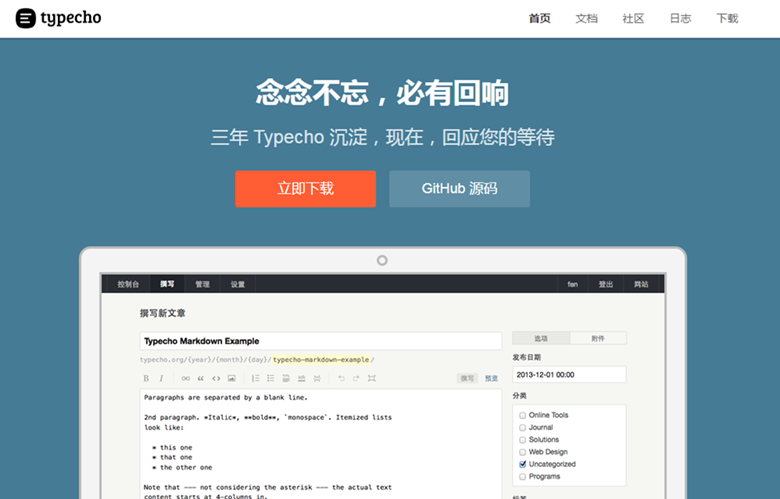 typecho
首页 文档 社区 日志 下载
念念不忘，必有回响
三年 Typecho 沉淀，现在，回应您的等待
立即下载 GitHub 源码
控制台 撰写 管理 设置 fen 登出 网站
撰写新文章
Typecho Markdown Example
typecho.org/{year}/{month}/{day}/typecho-markdown-example/
撰写 预览
Paragraphs are separated by a blank line.
2nd paragraph. *Italic*, **bold**, `monospace`. Itemized lists
look like:
* this one
* that one
* the other one
Note that --- not considering the asterisk --- the actual text
content starts at 4-columns in.
选项 附件
发布日期
2013-12-01 00:00
分类
Online Tools
Journal
Solutions
Web Design
Uncategorized
Programs
标签